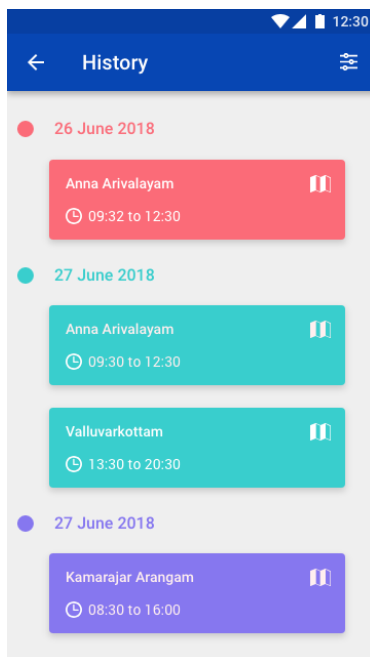 12:30
History
26 June 2018
Anna Arivalayam
09:32 to 12:30
27 June 2018
Anna Arivalayam
09:30 to 12:30
Valluvarkottam
13:30 to 20:30
27 June 2018
Kamarajar Arangam
08:30 to 16:00